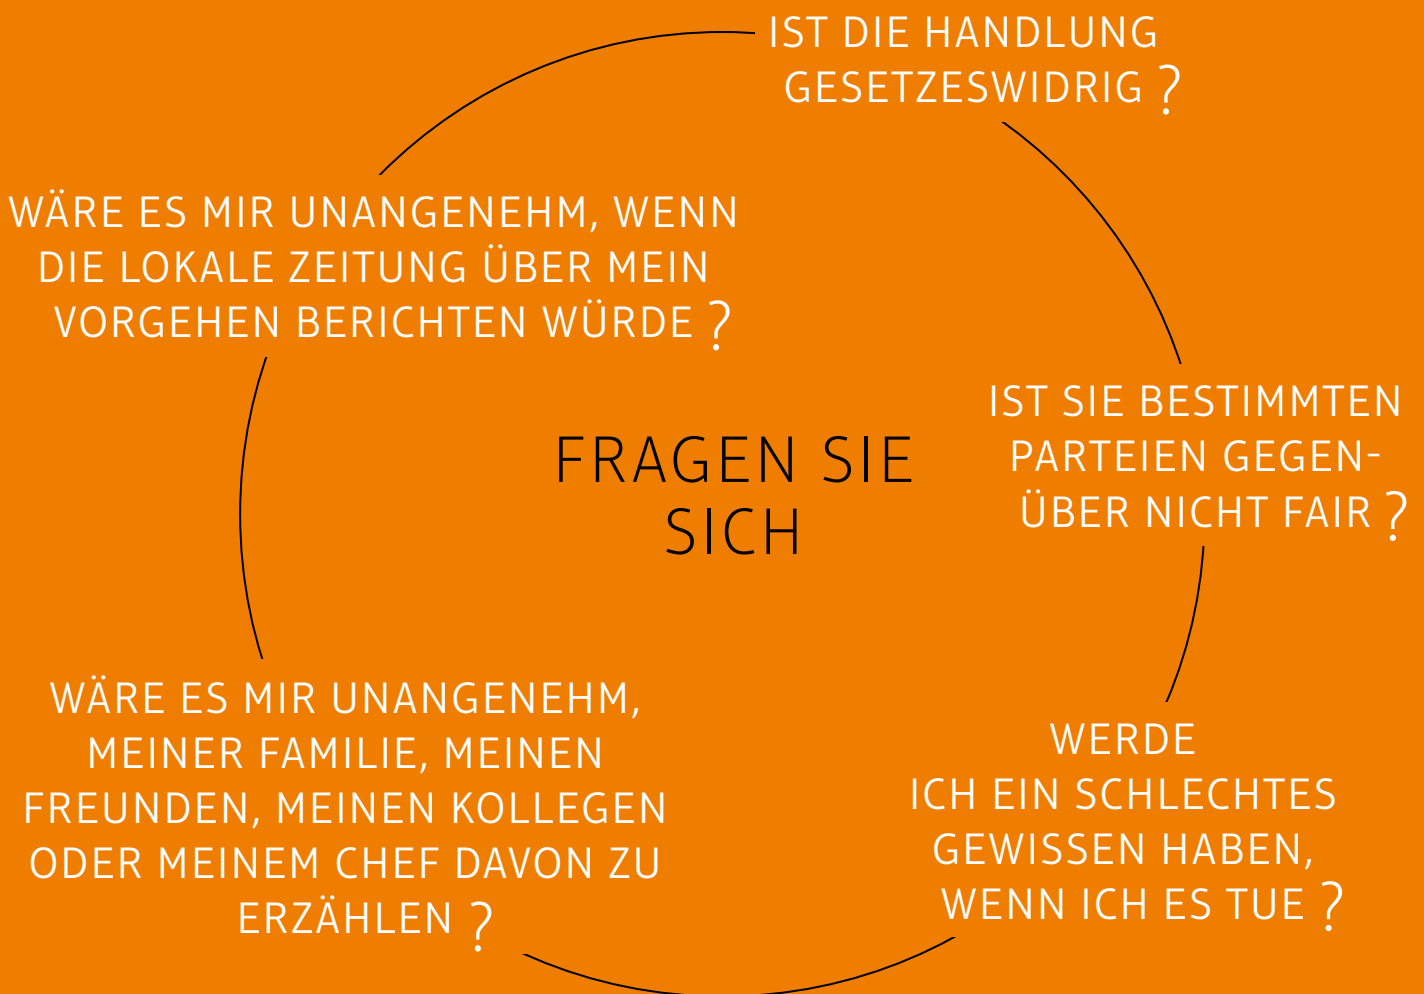 IST DIE HANDLUNG
GESETZESWIDRIG ?
WÄRE ES MIR UNANGENEHM, WENN
DIE LOKALE ZEITUNG ÜBER MEIN
VORGEHEN BERICHTEN WÜRDE ?
IST SIE BESTIMMTEN
PARTEIEN GEGEN-
ÜBER NICHT FAIR ?
FRAGEN SIE
SICH
WÄRE ES MIR UNANGENEHM,
MEINER FAMILIE, MEINEN
FREUNDEN, MEINEN KOLLEGEN
ODER MEINEM CHEF DAVON ZU
ERZÄHLEN ?
WERDE
ICH EIN SCHLECHTES
GEWISSEN HABEN,
WENN ICH ES TUE ?